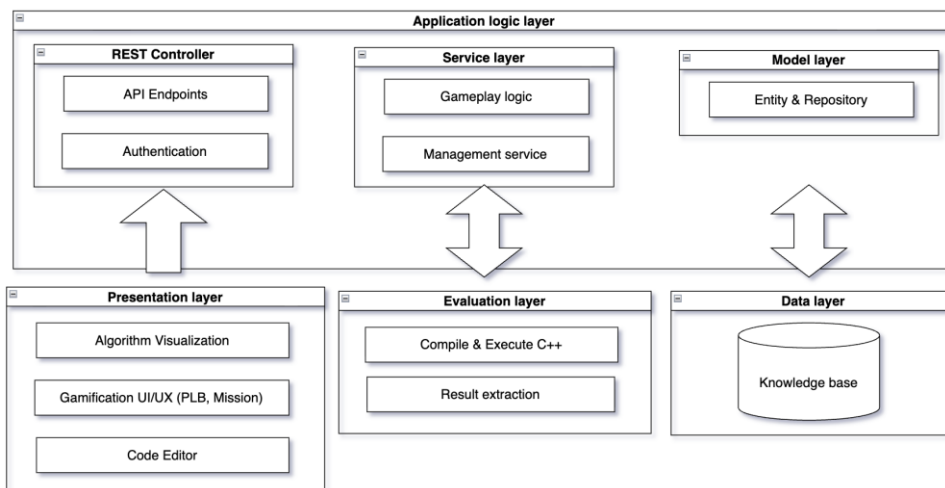 Application logic layer
REST Controller
API Endpoints
Authentication
Service layer
Gameplay logic
Management service
Model layer
Entity & Repository
Presentation layer
Algorithm Visualization
Gamification UI/UX (PLB, Mission)
Code Editor
Evaluation layer
Compile & Execute C++
Result extraction
Data layer
Knowledge base